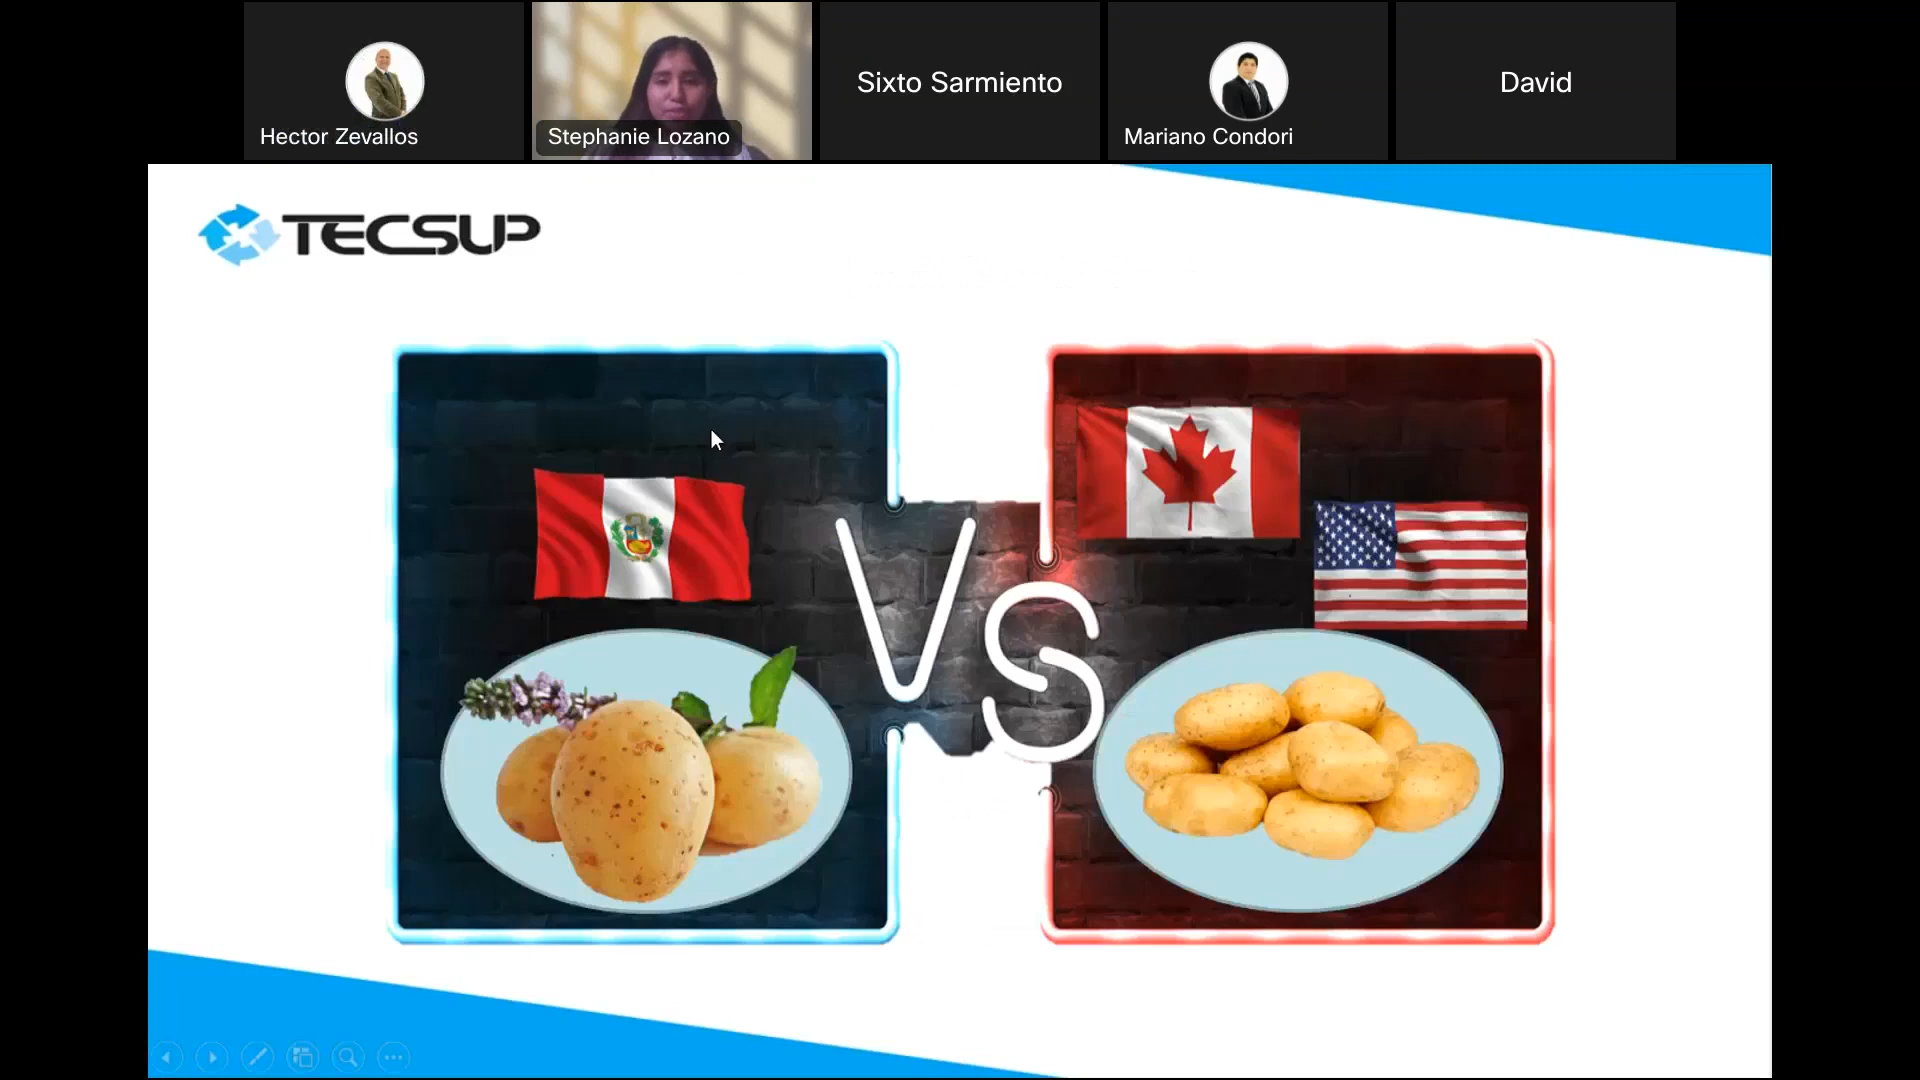 Hector Zevallos
Stephanie Lozano
Sixto Sarmiento
Mariano Condori
David
TECSUP
VS